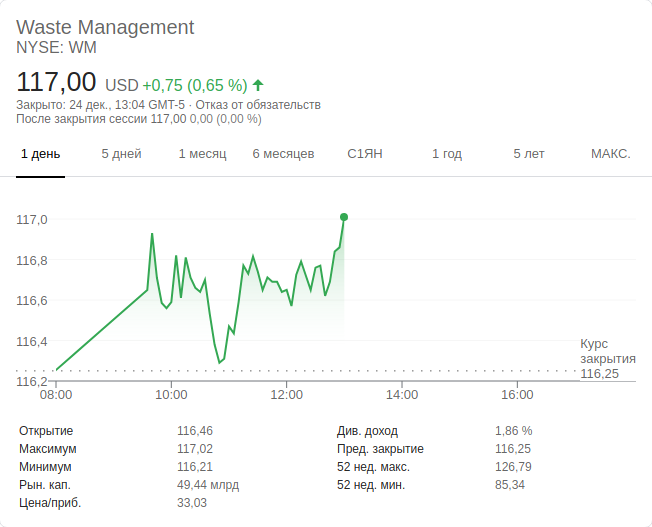 Waste Management
NYSE: WM
117,00 USD +0,75 (0,65 %)
Закрыто: 24 дек., 13:04 GMT-5 · Отказ от обязательств
После закрытия сессии 117,00 0,00 (0,00 %)
1 день 5 дней 1 месяц 6 месяцев С1ЯН 1 год 5 лет МАКС.
117,0
116,8
116,6
116,4
116,2
Курс
закрытия
116,25
08:00 10:00 12:00 14:00 16:00
Открытие 116,46 Див. доход 1,86 %
Максимум 117,02 Пред. закрытие 116,25
Минимум 116,21 52 нед. макс. 126,79
Рын. кап. 49,44 млрд 52 нед. мин. 85,34
Цена/приб. 33,03